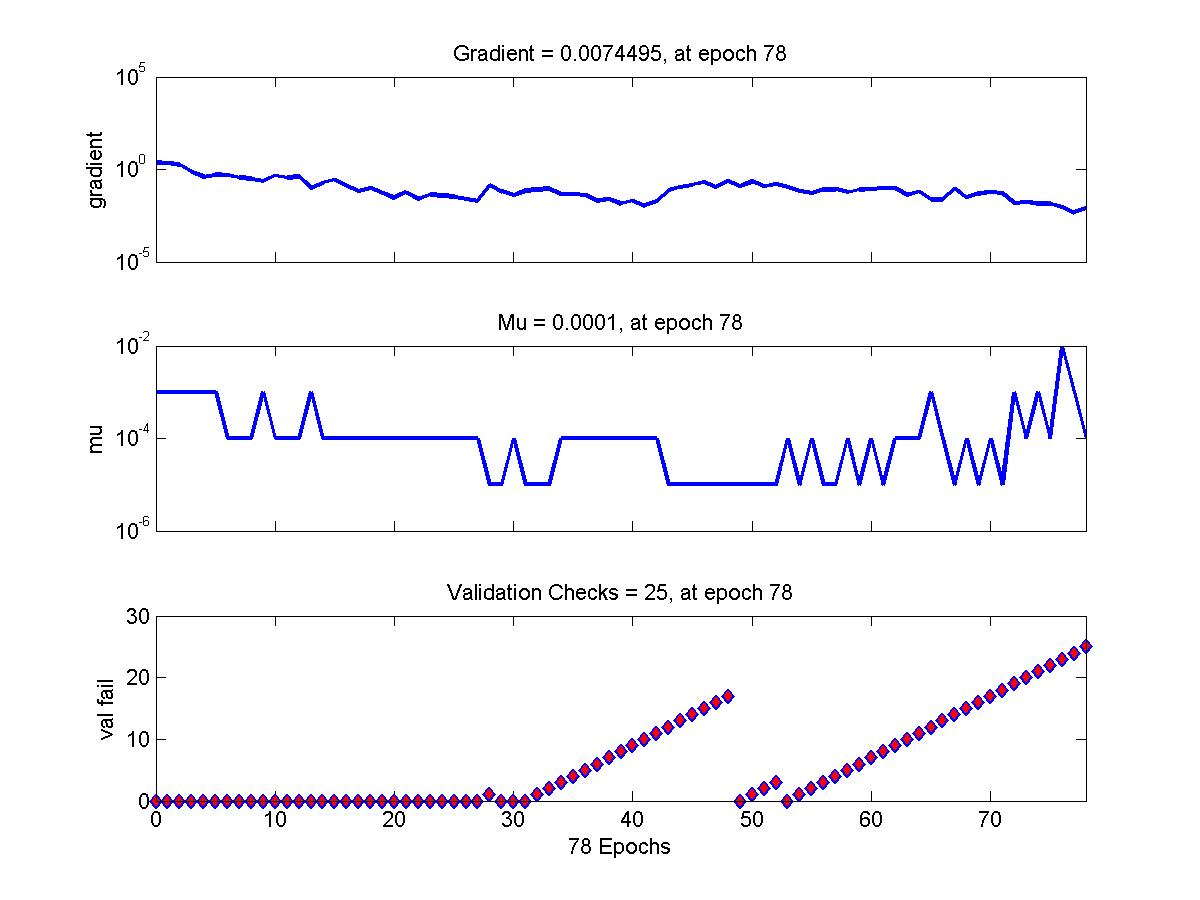 Gradient = 0.0074495, at epoch 78
10^5
10^0
10^-5
gradient
Mu = 0.0001, at epoch 78
10^-2
10^-4
10^-6
mu
Validation Checks = 25, at epoch 78
30
20
10
0
val fail
0 10 20 30 40 50 60 70
78 Epochs